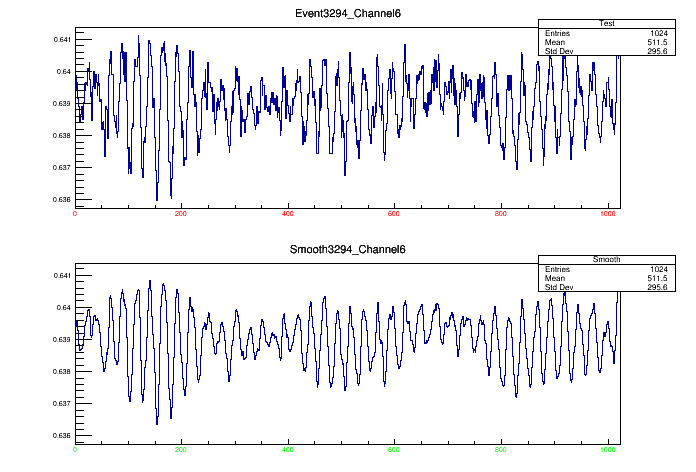 Event3294_Channel6
Test
Entries 1024
Mean 511.5
Std Dev 295.6
0.641
0.64
0.639
0.638
0.637
0.636
0 200 400 600 800 1000
Smooth3294_Channel6
Smooth
Entries 1024
Mean 511.5
Std Dev 295.6
0.641
0.64
0.639
0.638
0.637
0.636
0 200 400 600 800 1000